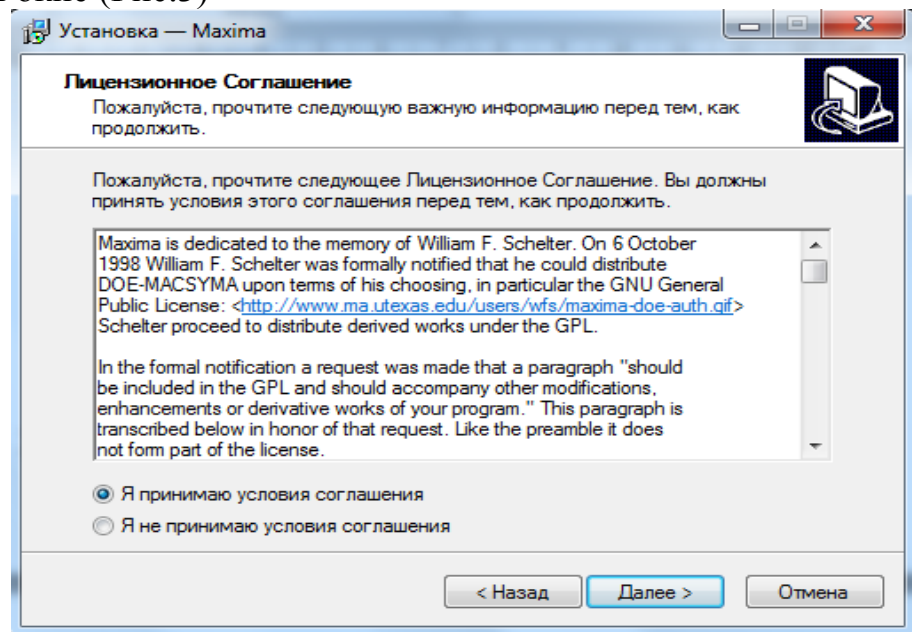 окне (Рис.3)
Установка — Maxima
Лицензионное Соглашение
Пожалуйста, прочтите следующую важную информацию перед тем, как
продолжить.
Пожалуйста, прочтите следующее Лицензионное Соглашение. Вы должны
принять условия этого соглашения перед тем, как продолжить.
Maxima is dedicated to the memory of William F. Schelter. On 6 October
1998 William F. Schelter was formally notified that he could distribute
DOE-MACSYMA upon terms of his choosing, in particular the GNU General
Public License: <http://www.ma.utexas.edu/users/wfs/maxima-doe-auth.gif>
Schelter proceed to distribute derived works under the GPL.
In the formal notification a request was made that a paragraph "should
be included in the GPL and should accompany other modifications,
enhancements or derivative works of your program." This paragraph is
transcribed below in honor of that request. Like the preamble it does
not form part of the license.
Я принимаю условия соглашения
Я не принимаю условия соглашения
< Назад
Далее >
Отмена